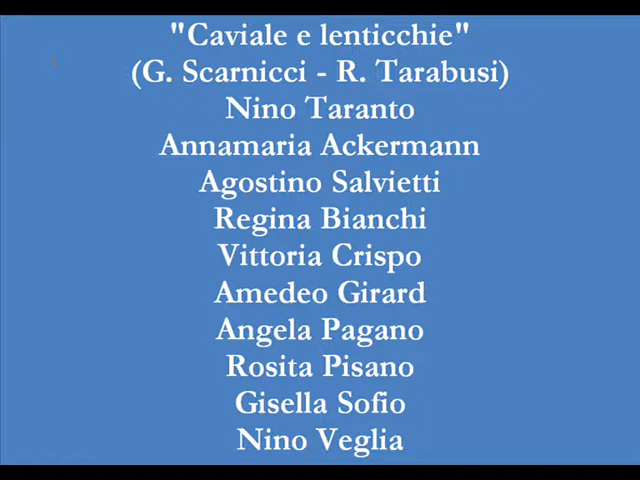 "Caviale e lenticchie"
(G. Scarnicci - R. Tarabusi)
Nino Taranto
Annamaria Ackermann
Agostino Salvietti
Regina Bianchi
Vittoria Crispo
Amedeo Girard
Angela Pagano
Rosita Pisano
Gisella Sofio
Nino Veglia